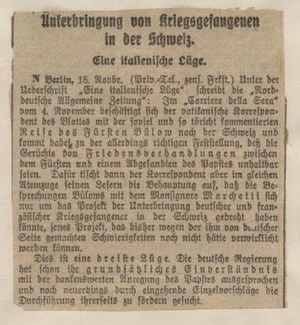 Unterbringung von Kriegsgefangenen
in der Schweiz.
Eine italienische Lüge.
N Berlin, 18. Novbr. (Priv.-Tel., zens. Frkft.) Unter der
Ueberschrift „Eine italienische Lüge“ schreibt die „Nord-
deutsche Allgemeine Zeitung“: Im „Corriere della Sera“
vom 4. November beschäftigt sich der vatikanische Korrespon-
dent des Blattes mit der soviel und so töricht kommentierten
Reise des Fürsten Bülow nach der Schweiz und
kommt dabei zu der allerdings richtigen Feststellung, daß
die Gerüchte von Friedensverhandlungen zwischen
dem Fürsten und einem Abgesandten des Papstes unhaltbar
seien. Dafür tischt dann der Korrespondent aber im gleichen
Atemzuge seinen Lesern die Behauptung auf, daß die Be-
sprechungen Bülows mit dem Monsignore Marchetti sich
nur um das Projekt der Unterbringung deutscher und fran-
zösischer Kriegsgefangener in der Schweiz gedreht haben
könnte, jenes Projekt, das bisher wegen der ihm von deutscher
Seite gemachten Schwierigkeiten noch nicht hätte verwirklicht
werden können.
Dies ist eine dreiste Lüge. Die deutsche Regierung
hat schon ihr grundsätzliches Einverständnis
mit der dankenswerten Anregung des Papstes ausgesprochen
und noch neuerdings durch eingehende Einzelvorschläge die
Durchführung ihrerseits zu fördern gesucht.